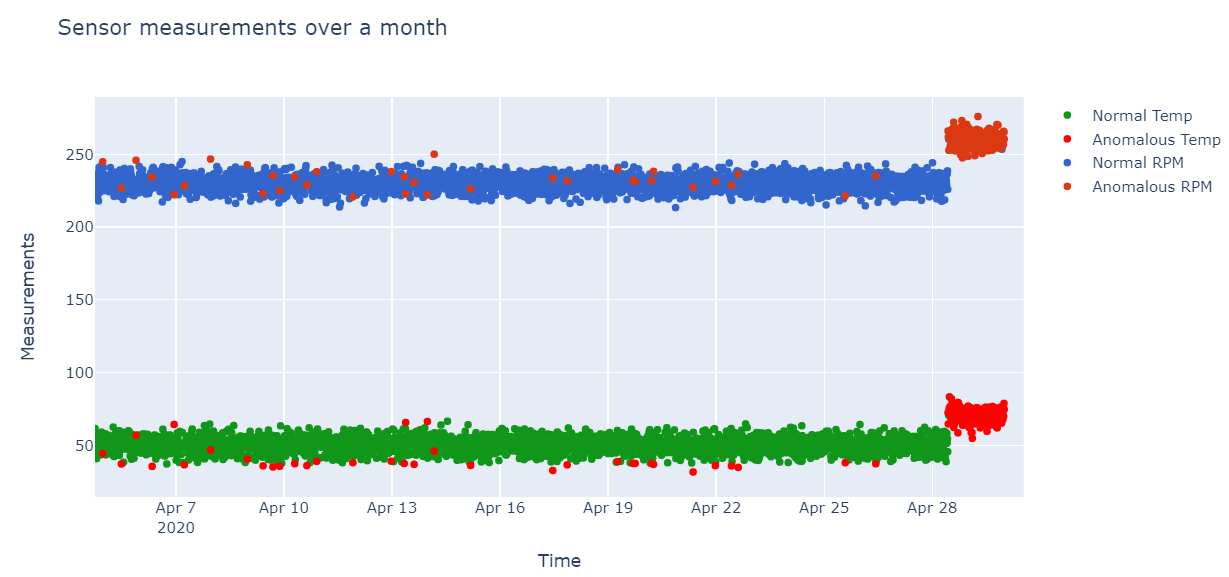 Sensor measurements over a month
Normal Temp
Anomalous Temp
Normal RPM
Anomalous RPM
Measurements
250
200
150
100
50
Apr 7
2020
Apr 10
Apr 13
Apr 16
Apr 19
Apr 22
Apr 25
Apr 28
Time